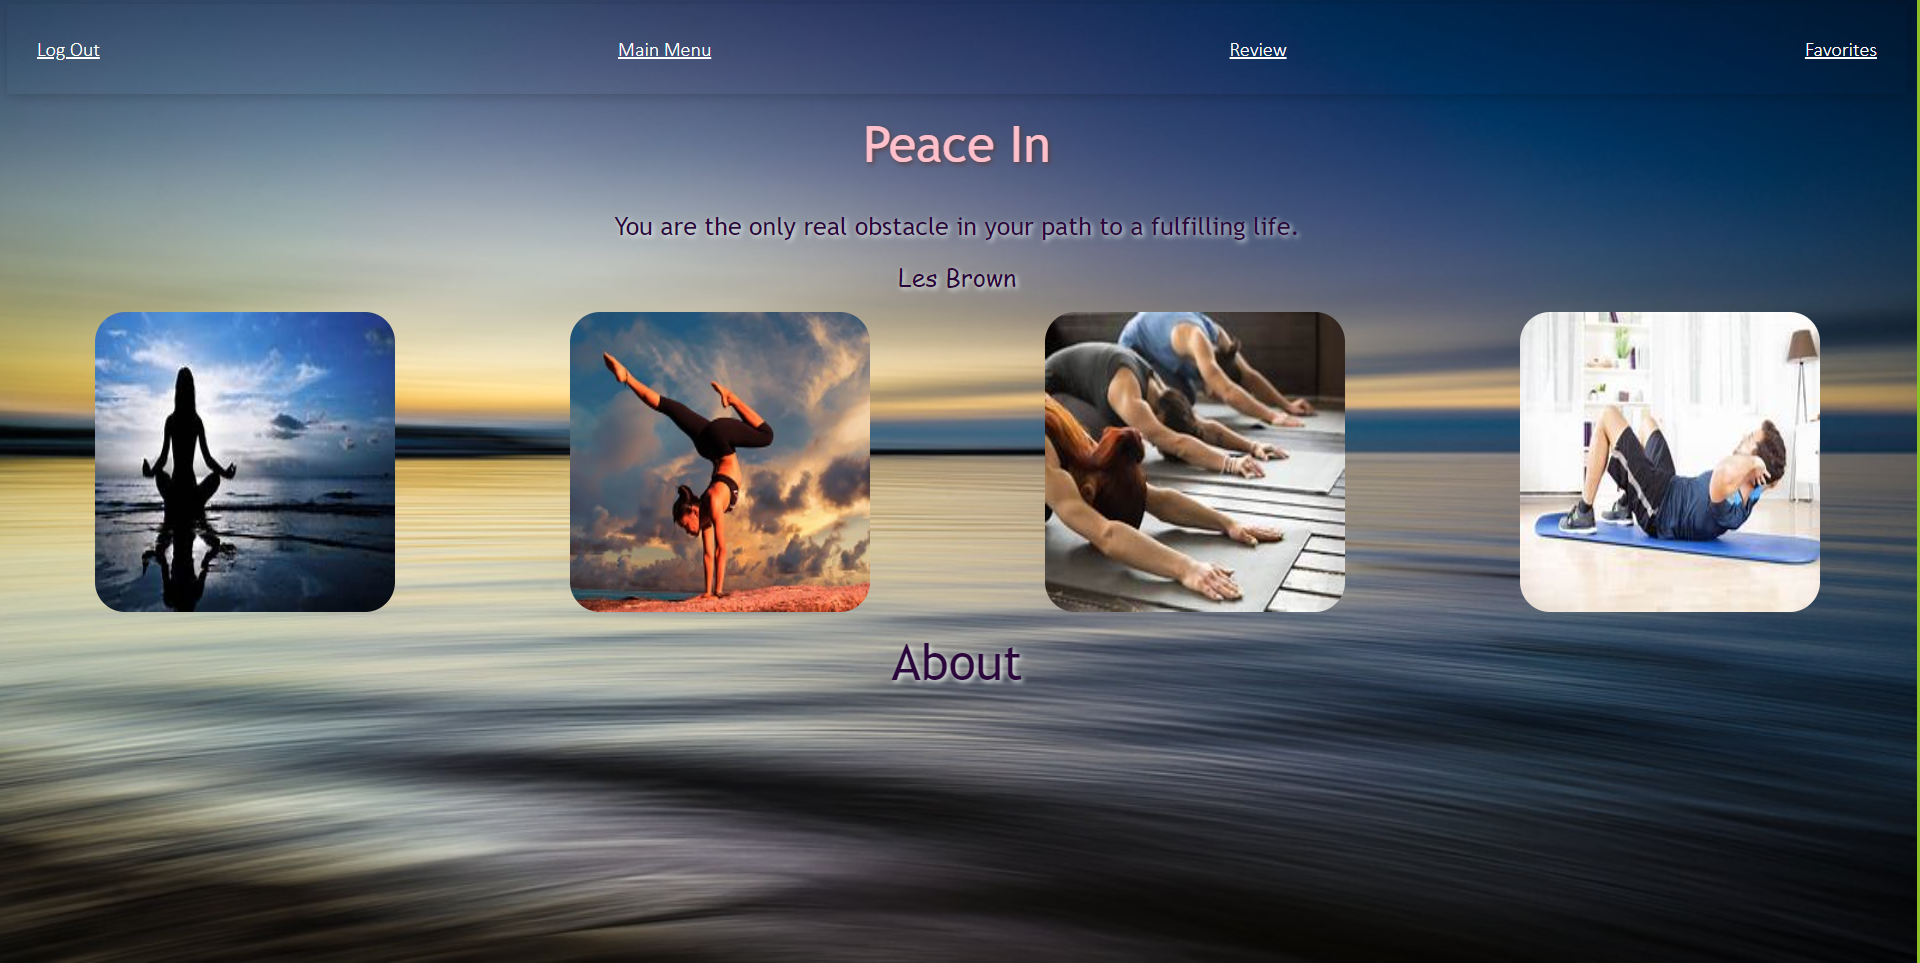 Log Out
Main Menu
Review
Favorites
Peace In
You are the only real obstacle in your path to a fulfilling life.
Les Brown
About